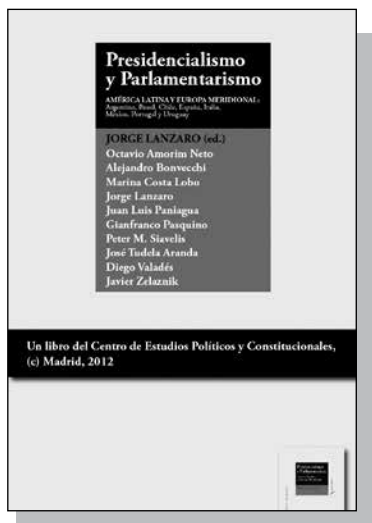 Presidencialismo
y Parlamentarismo
AMÉRICA LATINA Y EUROPA MERIDIONAL:
Argentina, Brasil, Chile, España, Italia,
México, Portugal y Uruguay
JORGE LANZARO (ed.)
Octavio Amorim Neto
Alejandro Bonvecchi
Marina Costa Lobo
Jorge Lanzaro
Juan Luis Paniagua
Gianfranco Pasquino
Peter M. Siavelis
José Tudela Aranda
Diego Valadés
Javier Zelaznik
Un libro del Centro de Estudios Políticos y Constitucionales,
(c) Madrid, 2012